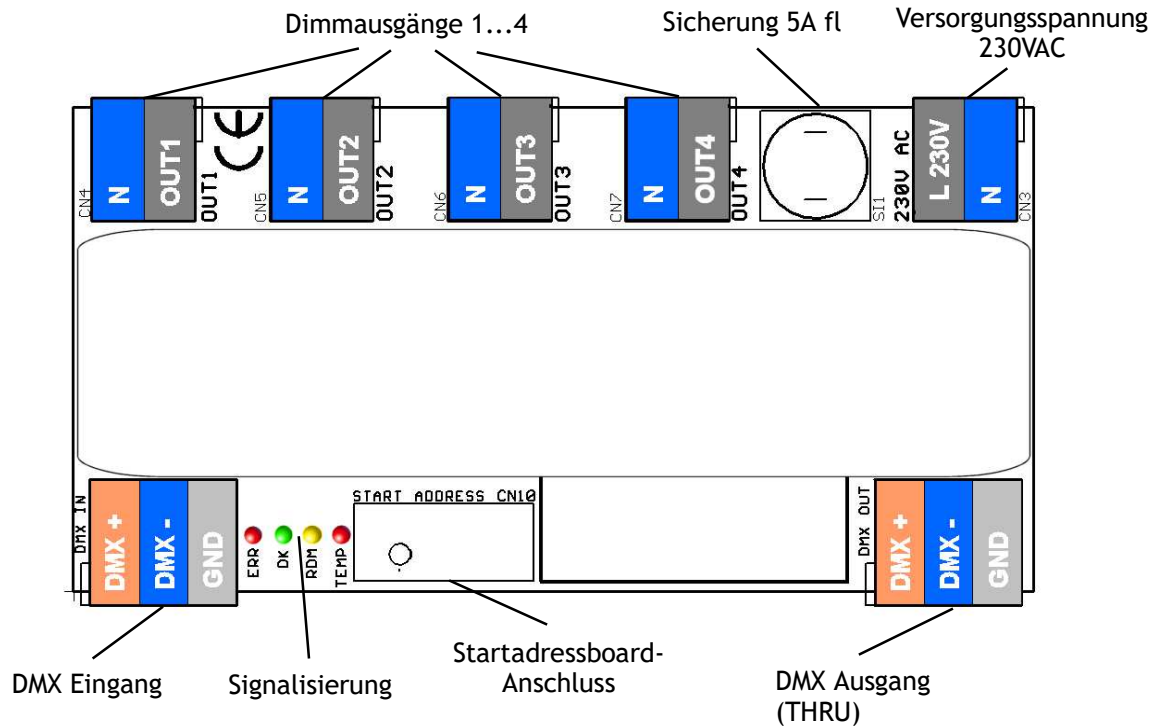 Dimmausgänge 1...4
Sicherung 5A fl
Versorgungsspannung
230VAC
CN4
N
OUT1
OUT1
CE
CN5
N
OUT2
OUT2
CN6
N
OUT3
OUT3
CN7
N
OUT4
OUT4
SI1
230V AC
L 230V
N
CN3
DMX IN
DMX +
DMX -
GND
ERR
OK
RDM
TEMP
START ADDRESS CN10
DMX OUT
DMX +
DMX -
GND
DMX Eingang
Signalisierung
Startadressboard-
Anschluss
DMX Ausgang
(THRU)